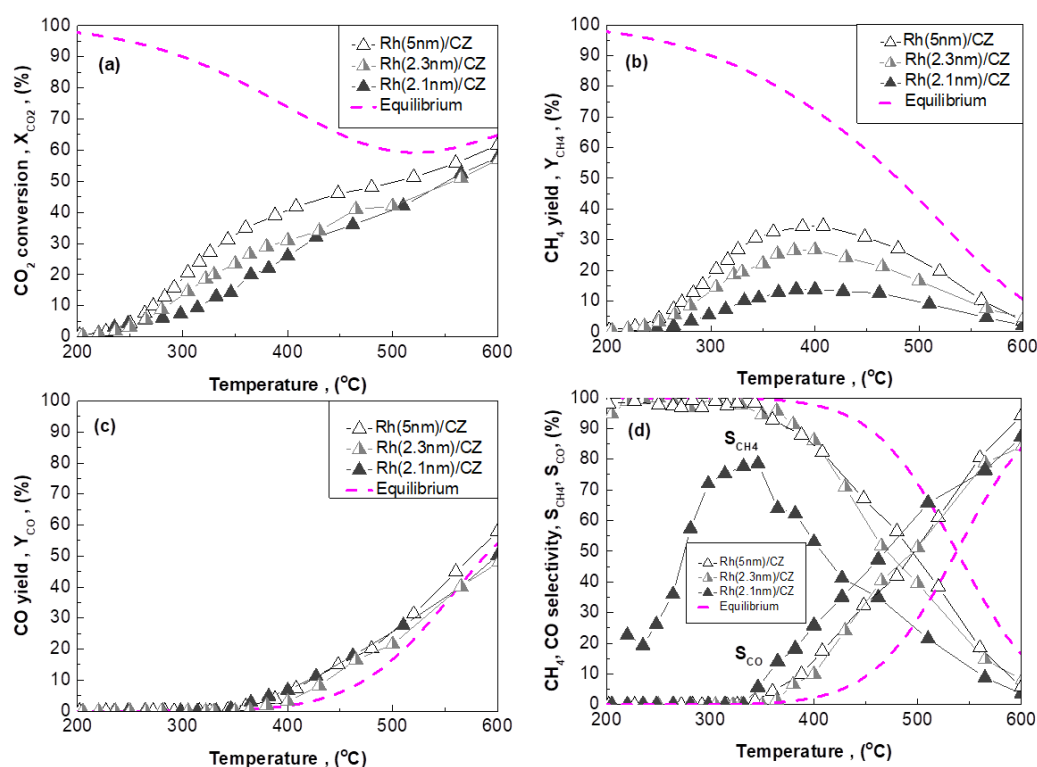 (a)
Rh(5nm)/CZ
Rh(2.3nm)/CZ
Rh(2.1nm)/CZ
Equilibrium
CO2 conversion , XCO2 , (%)
100
90
80
70
60
50
40
30
20
10
0
200 300 400 500 600
Temperature , (°C)
(b)
Rh(5nm)/CZ
Rh(2.3nm)/CZ
Rh(2.1nm)/CZ
Equilibrium
CH4 yield , YCH4 , (%)
100
90
80
70
60
50
40
30
20
10
0
200 300 400 500 600
Temperature , (°C)
(c)
Rh(5nm)/CZ
Rh(2.3nm)/CZ
Rh(2.1nm)/CZ
Equilibrium
CO yield , YCO , (%)
100
90
80
70
60
50
40
30
20
10
0
200 300 400 500 600
Temperature , (°C)
(d)
SCH4
Rh(5nm)/CZ
Rh(2.3nm)/CZ
Rh(2.1nm)/CZ
Equilibrium
SCO
CH4, CO selectivity, SCH4, SCO, (%)
100
90
80
70
60
50
40
30
20
10
0
200 300 400 500 600
Temperature , (°C)